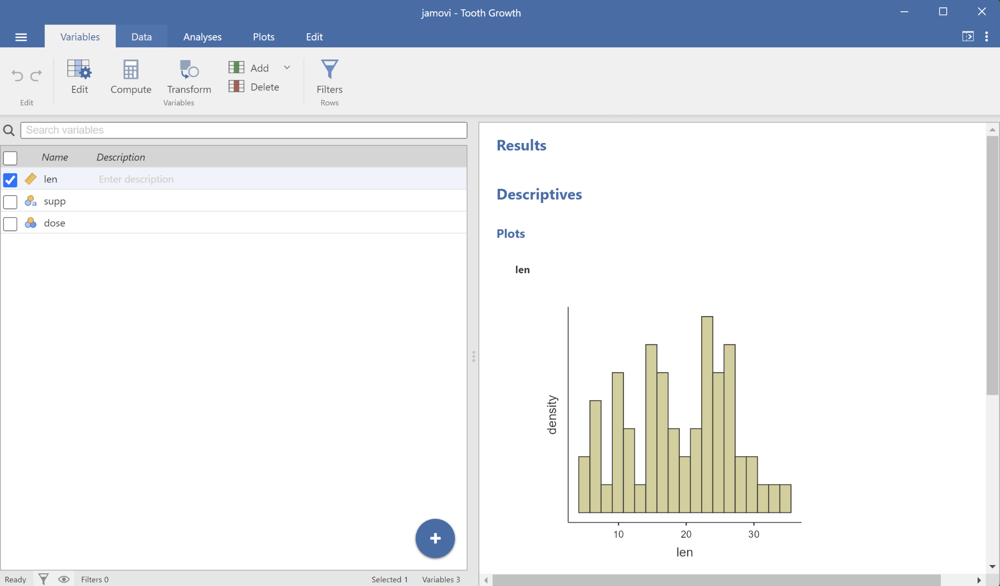 jamovi - Tooth Growth
Variables Data Analyses Plots Edit
Edit Compute Transform Add Delete Filters
Edit Variables Rows
Search variables
Name Description
len Enter description
supp
dose
Results
Descriptives
Plots
len
density
10 20 30
len
Ready Filters 0 Selected 1 Variables 3